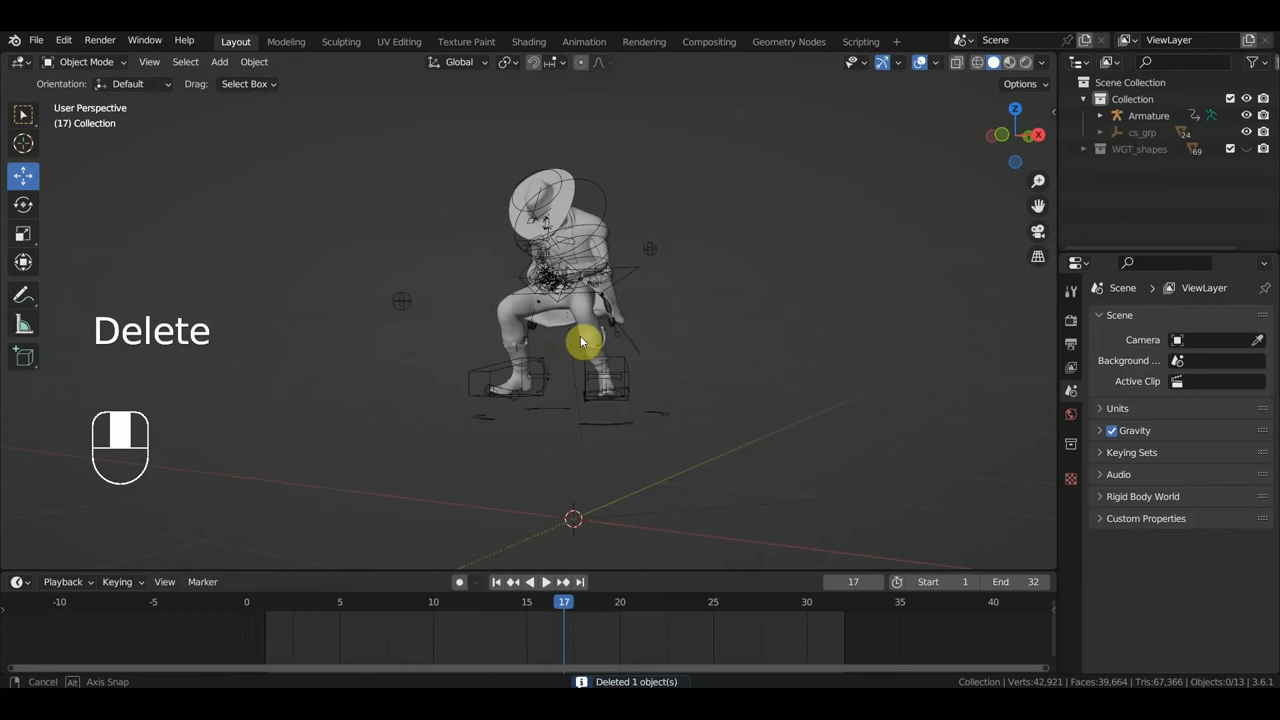 File Edit Render Window Help Layout Modeling Sculpting UV Editing Texture Paint Shading Animation Rendering Compositing Geometry Nodes Scripting + Scene ViewLayer
Object Mode View Select Add Object Global
Orientation: Default Drag: Select Box Options
User Perspective
(17) Collection
Z
X
Scene Collection
Collection
Armature
cs_grp 24
WGT_shapes 69
Delete
Scene ViewLayer
Scene
Camera
Background ...
Active Clip
Units
Gravity
Keying Sets
Audio
Rigid Body World
Custom Properties
Playback Keying View Marker 17 Start 1 End 32
-10 -5 0 5 10 15 17 20 25 30 35 40
Cancel Alt Axis Snap Deleted 1 object(s) Collection | Verts:42,921 | Faces:39,664 | Tris:67,366 | Objects:0/13 | 3.6.1